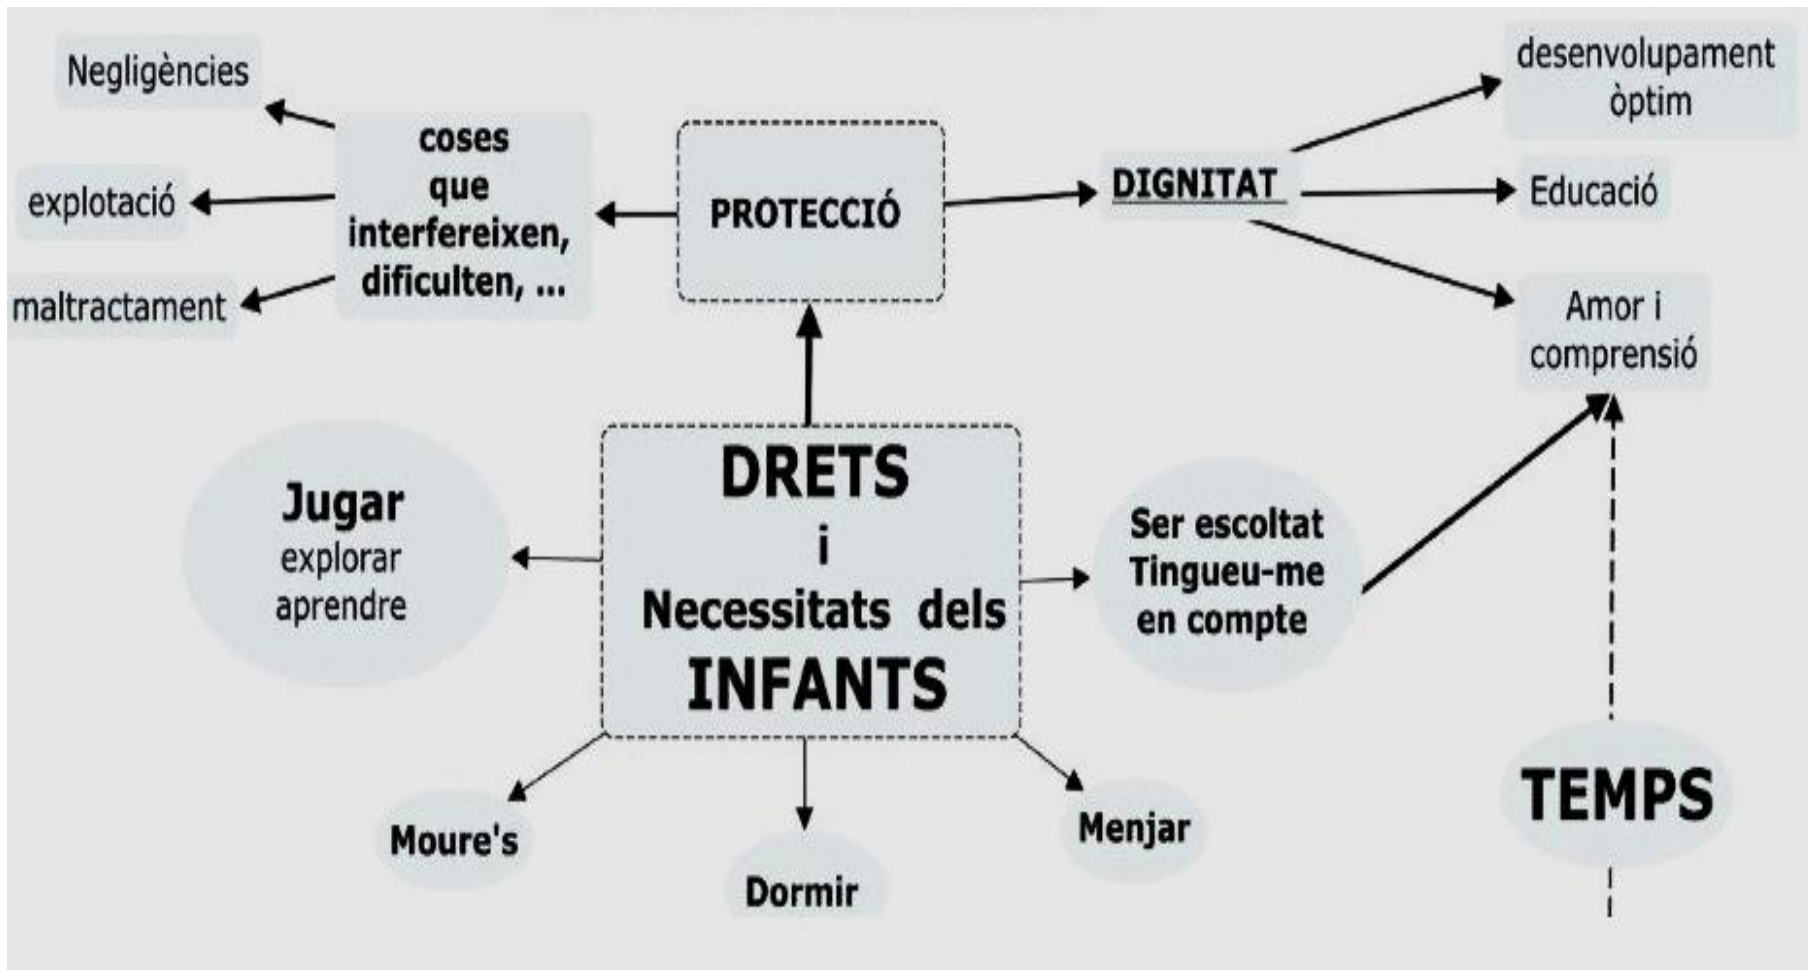 Negligències
explotació
maltractament
coses
que
interfereixen,
dificulten, ...
PROTECCIÓ
DIGNITAT
desenvolupament
òptim
Educació
Amor i
comprensió
Jugar
explorar
aprendre
DRETS
i
Necessitats dels
INFANTS
Ser escoltat
Tingueu-me
en compte
Moure's
Dormir
Menjar
TEMPS